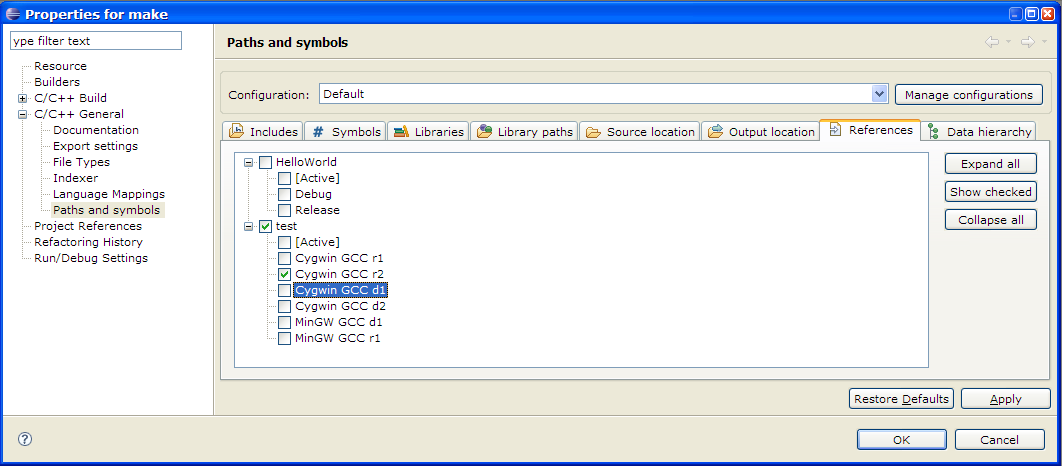 Properties for make
ype filter text
Resource
Builders
C/C++ Build
C/C++ General
Documentation
Export settings
File Types
Indexer
Language Mappings
Paths and symbols
Project References
Refactoring History
Run/Debug Settings
Paths and symbols
Configuration: Default Manage configurations
Includes # Symbols Libraries Library paths Source location Output location References Data hierarchy
HelloWorld
[Active]
Debug
Release
test
[Active]
Cygwin GCC r1
Cygwin GCC r2
Cygwin GCC d1
Cygwin GCC d2
MinGW GCC d1
MinGW GCC r1
Expand all
Show checked
Collapse all
Restore Defaults Apply
? OK Cancel